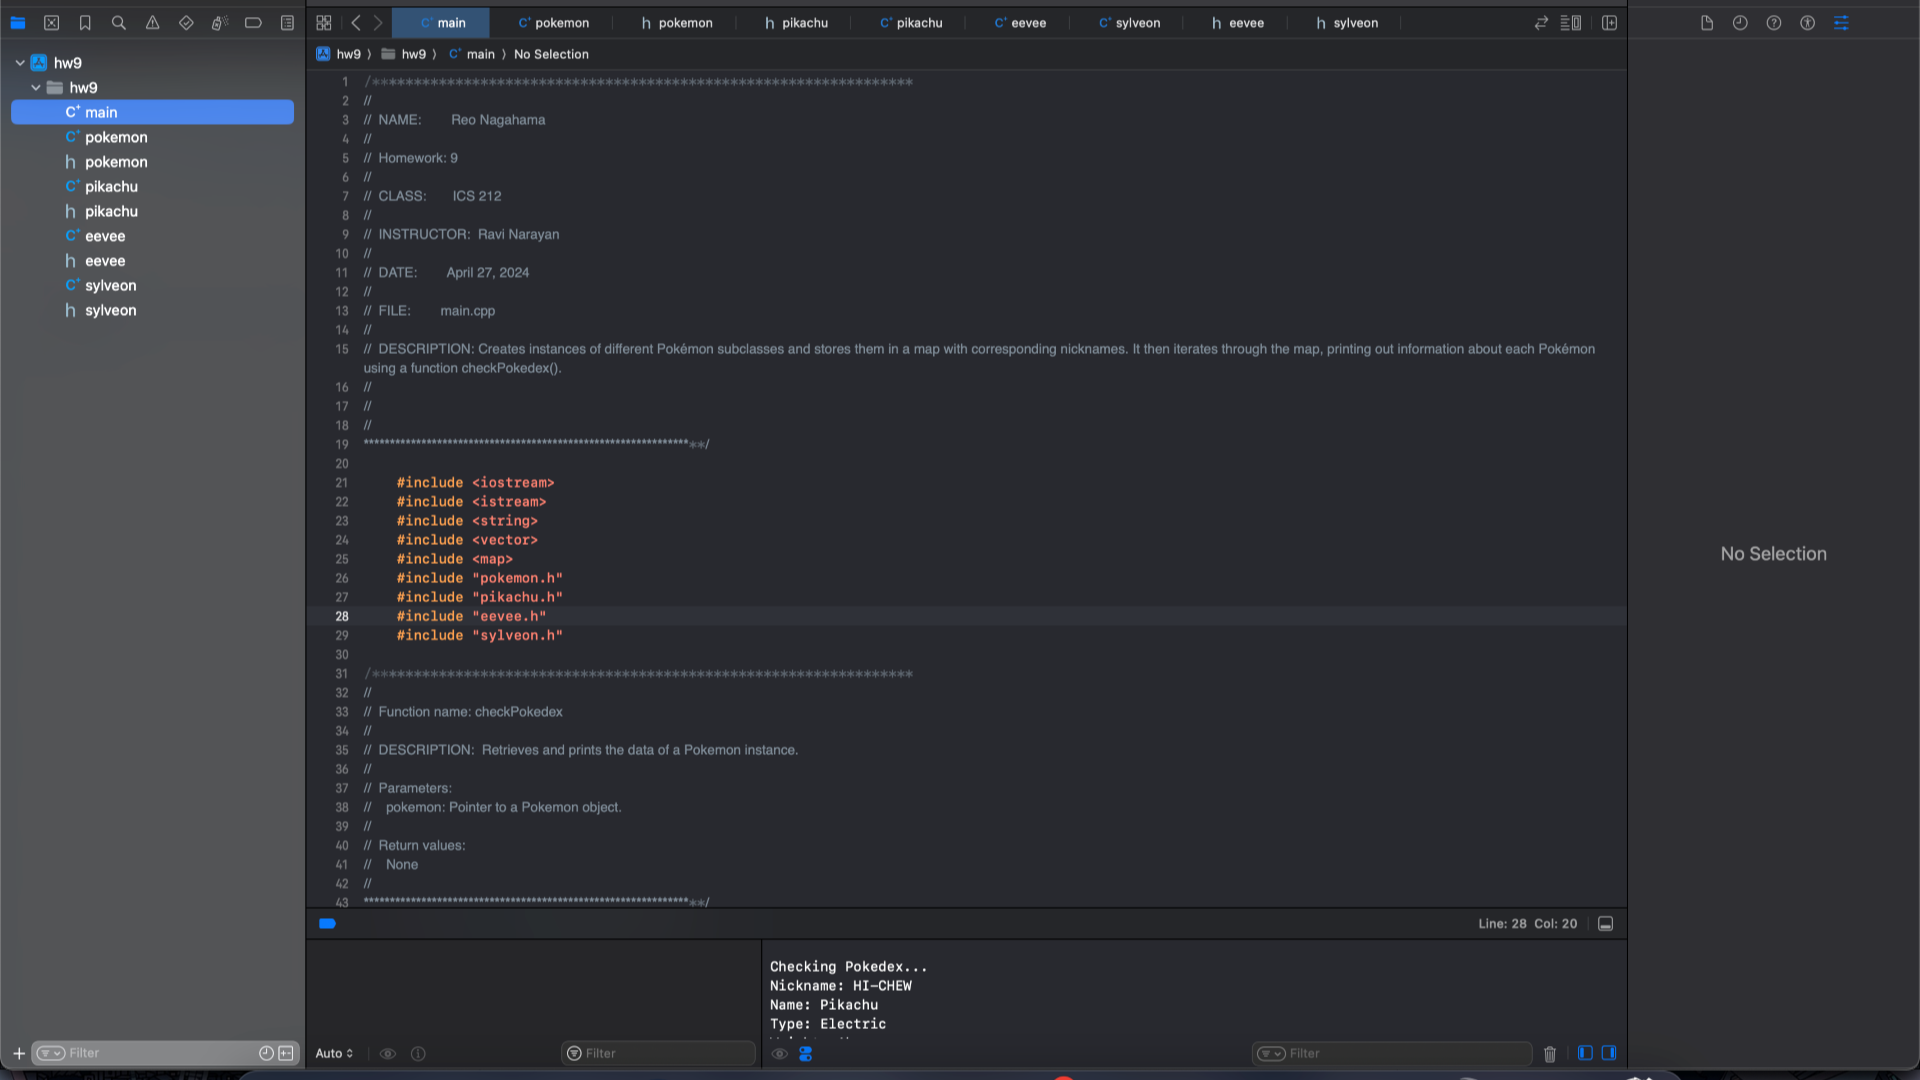 main
pokemon
pokemon
pikachu
pikachu
eevee
sylveon
eevee
sylveon
hw9
hw9
main
pokemon
pokemon
pikachu
pikachu
eevee
eevee
sylveon
sylveon
hw9 ⟩ hw9 ⟩ main ⟩ No Selection
1 /******************************************************************
2 //
3 // NAME: Reo Nagahama
4 //
5 // Homework: 9
6 //
7 // CLASS: ICS 212
8 //
9 // INSTRUCTOR: Ravi Narayan
10 //
11 // DATE: April 27, 2024
12 //
13 // FILE: main.cpp
14 //
15 // DESCRIPTION: Creates instances of different Pokémon subclasses and stores them in a map with corresponding nicknames. It then iterates through the map, printing out information about each Pokémon
using a function checkPokedex().
16 //
17 //
18 //
19 ****************************************************************/
20
21 #include <iostream>
22 #include <istream>
23 #include <string>
24 #include <vector>
25 #include <map>
26 #include "pokemon.h"
27 #include "pikachu.h"
28 #include "eevee.h"
29 #include "sylveon.h"
30
31 /******************************************************************
32 //
33 // Function name: checkPokedex
34 //
35 // DESCRIPTION: Retrieves and prints the data of a Pokemon instance.
36 //
37 // Parameters:
38 // pokemon: Pointer to a Pokemon object.
39 //
40 // Return values:
41 // None
42 //
43 ****************************************************************/
No Selection
Line: 28 Col: 20
Checking Pokedex...
Nickname: HI-CHEW
Name: Pikachu
Type: Electric
Filter
Auto
Filter
Filter